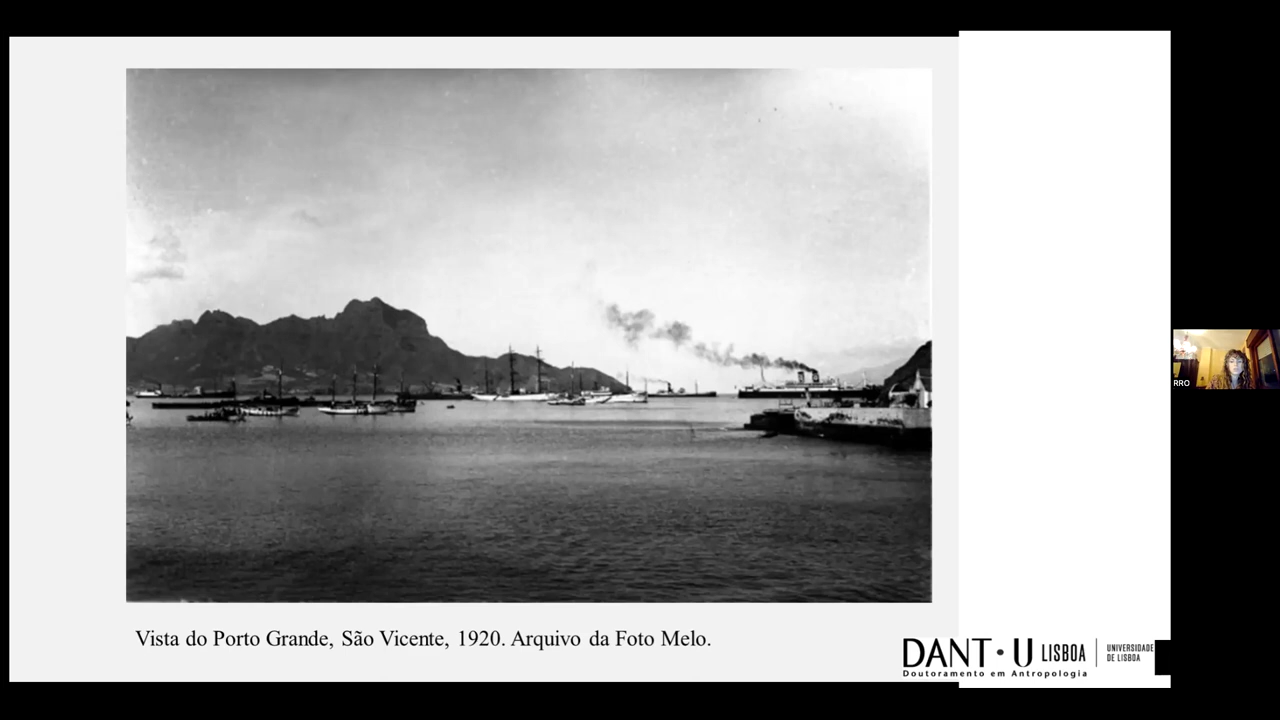 Vista do Porto Grande, São Vicente, 1920. Arquivo da Foto Melo.
DANT • U LISBOA | UNIVERSIDADE
DE LISBOA
Doutoramento em Antropologia
RRO